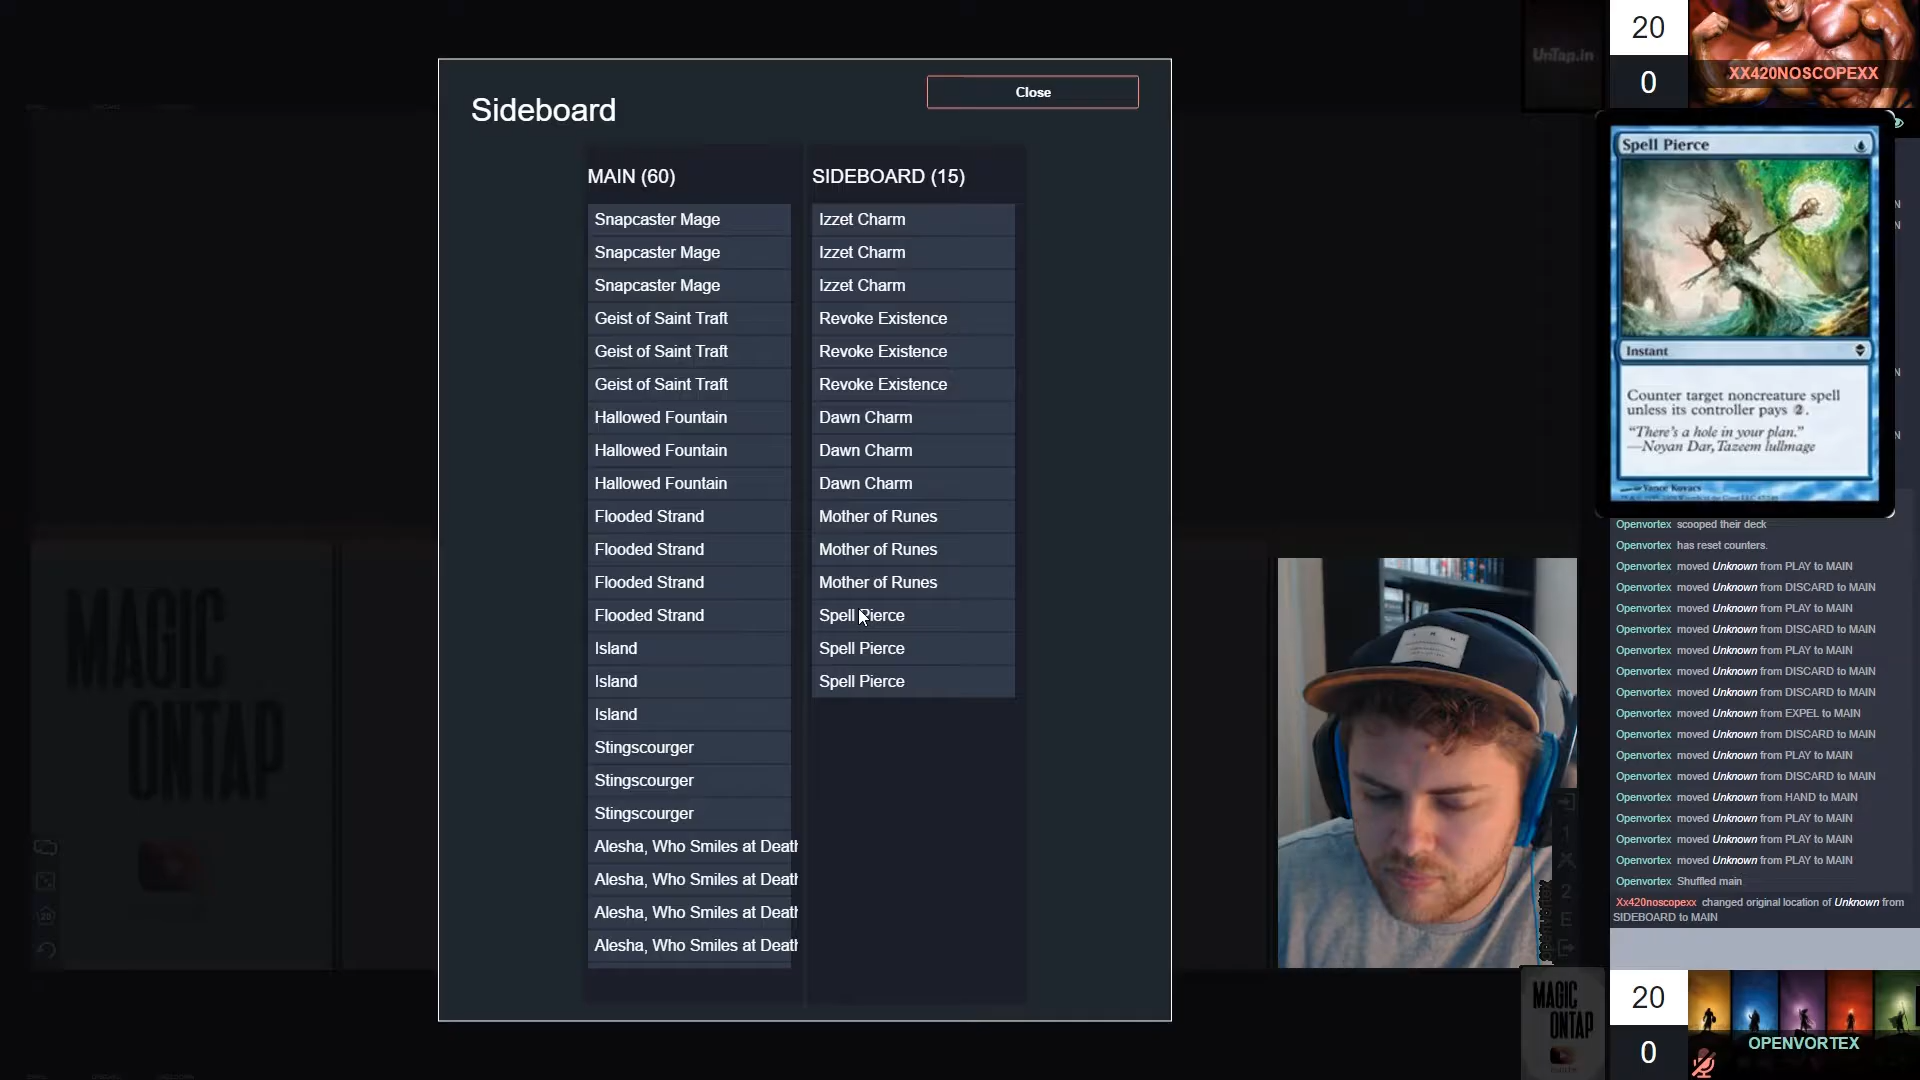 Sideboard
Close
MAIN (60)
Snapcaster Mage
Snapcaster Mage
Snapcaster Mage
Geist of Saint Traft
Geist of Saint Traft
Geist of Saint Traft
Hallowed Fountain
Hallowed Fountain
Hallowed Fountain
Flooded Strand
Flooded Strand
Flooded Strand
Flooded Strand
Island
Island
Island
Stingscourger
Stingscourger
Stingscourger
Alesha, Who Smiles at Death
Alesha, Who Smiles at Death
Alesha, Who Smiles at Death
Alesha, Who Smiles at Death
SIDEBOARD (15)
Izzet Charm
Izzet Charm
Izzet Charm
Revoke Existence
Revoke Existence
Revoke Existence
Dawn Charm
Dawn Charm
Dawn Charm
Mother of Runes
Mother of Runes
Mother of Runes
Spell Pierce
Spell Pierce
Spell Pierce
MAGIC
ONTAP
UnTap.in
20
0
XX420NOSCOPEXX
Spell Pierce
Instant
Counter target noncreature spell
unless its controller pays 2.
"There's a hole in your plan."
—Noyan Dar, Tazeem lullmage
Openvortex scooped their deck
Openvortex has reset counters.
Openvortex moved Unknown from PLAY to MAIN
Openvortex moved Unknown from DISCARD to MAIN
Openvortex moved Unknown from PLAY to MAIN
Openvortex moved Unknown from DISCARD to MAIN
Openvortex moved Unknown from PLAY to MAIN
Openvortex moved Unknown from DISCARD to MAIN
Openvortex moved Unknown from DISCARD to MAIN
Openvortex moved Unknown from EXPEL to MAIN
Openvortex moved Unknown from DISCARD to MAIN
Openvortex moved Unknown from PLAY to MAIN
Openvortex moved Unknown from DISCARD to MAIN
Openvortex moved Unknown from HAND to MAIN
Openvortex moved Unknown from PLAY to MAIN
Openvortex moved Unknown from PLAY to MAIN
Openvortex moved Unknown from PLAY to MAIN
Openvortex Shuffled main
Xx420noscopexx changed original location of Unknown from
SIDEBOARD to MAIN
1
2
E
MAGIC
ONTAP
20
0
OPENVORTEX